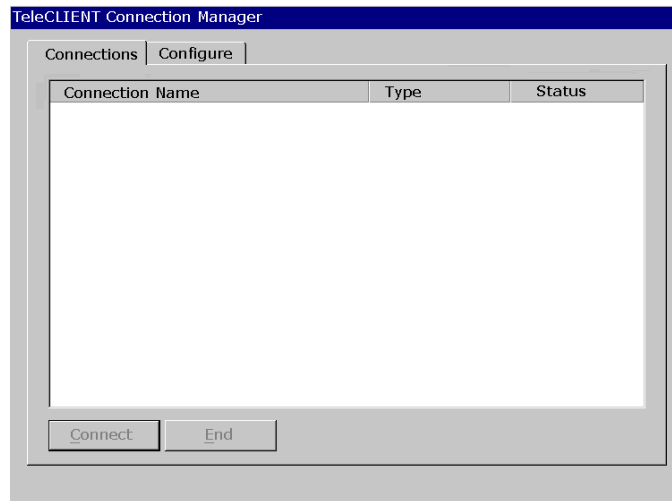 TeleCLIENT Connection Manager
Connections Configure
Connection Name Type Status
Connect End